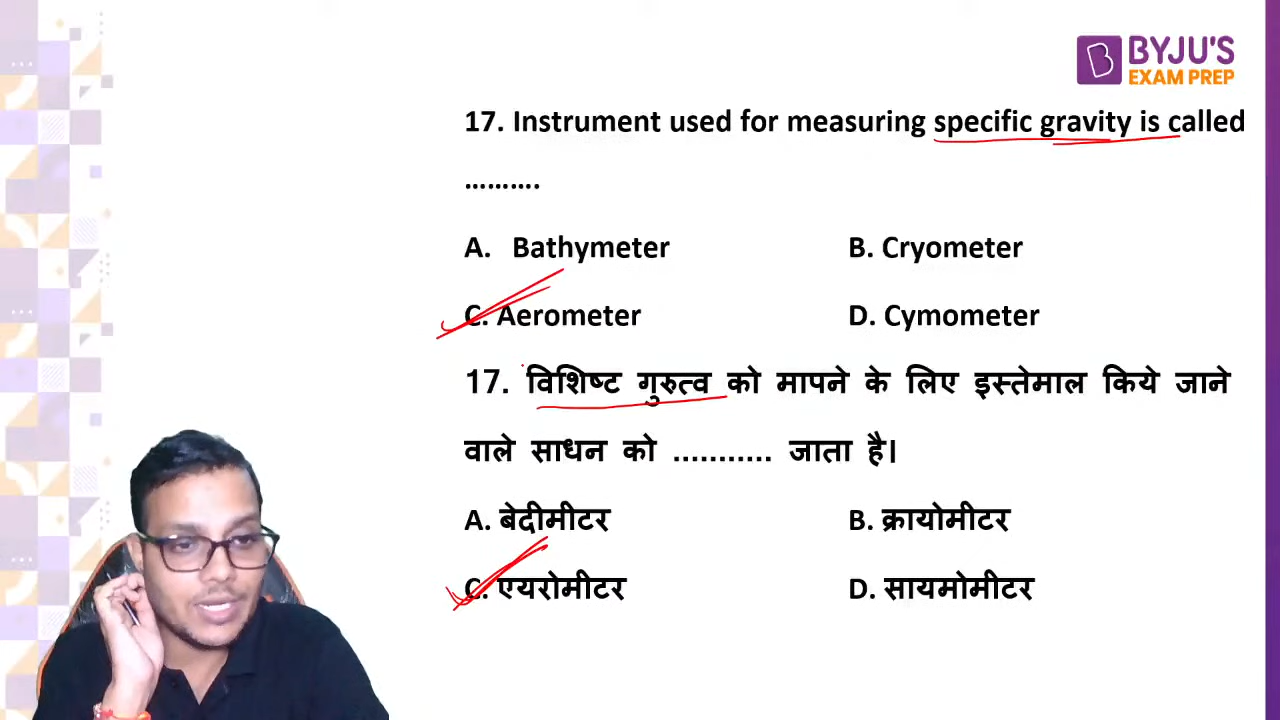 BYJU'S
EXAM PREP
17. Instrument used for measuring specific gravity is called
..........
A. Bathymeter B. Cryometer
C. Aerometer D. Cymometer
17. विशिष्ट गुरुत्व को मापने के लिए इस्तेमाल किये जाने
वाले साधन को ........... जाता है।
A. बेदीमीटर B. क्रायोमीटर
C. एयरोमीटर D. सायमोमीटर